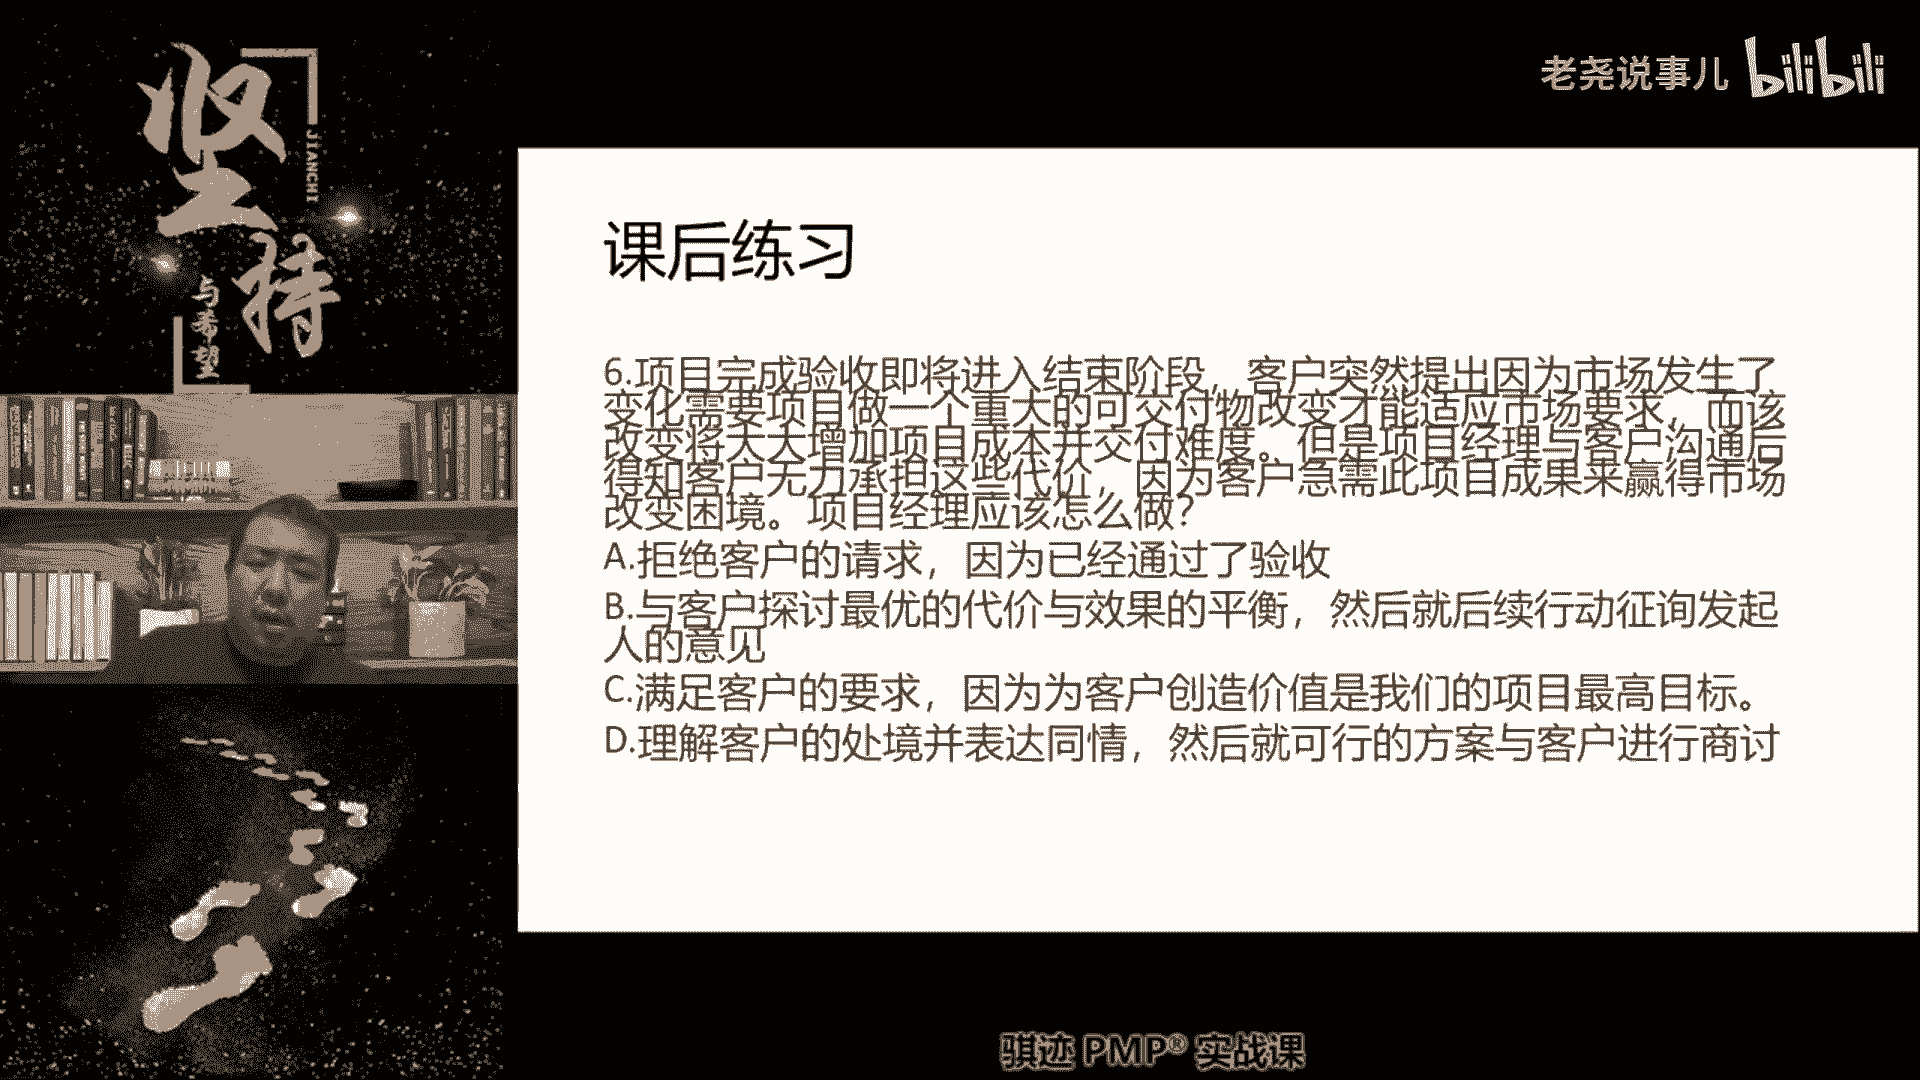 坚持
JIANCHI
与希望
老尧说事儿 bilibili
课后练习
6.项目完成验收即将进入结束阶段，客户突然提出因为市场发生了
变化需要项目做一个重大的可交付物改变才能适应市场要求，而该
改变将大大增加项目成本并交付难度。但是项目经理与客户沟通后
得知客户无力承担这些代价，因为客户急需此项目成果来赢得市场
改变困境。项目经理应该怎么做？
A.拒绝客户的请求，因为已经通过了验收
B.与客户探讨最优的代价与效果的平衡，然后就后续行动征询发起
人的意见
C.满足客户的要求，因为为客户创造价值是我们的项目最高目标。
D.理解客户的处境并表达同情，然后就可行的方案与客户进行商讨
骐迹 PMP® 实战课